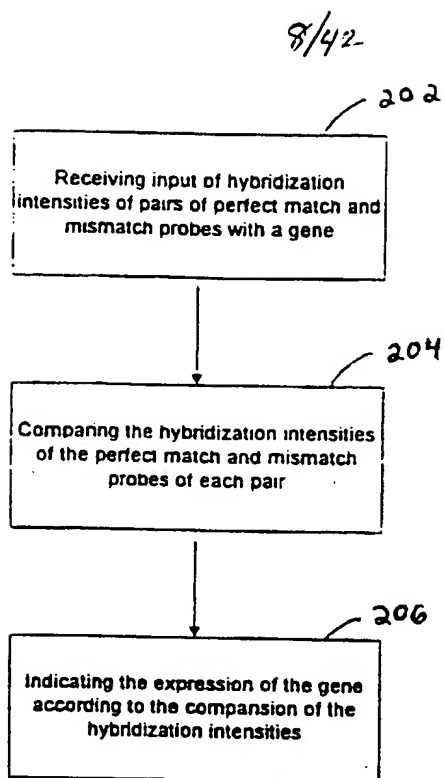 8/42
202
Receiving input of hybridization
intensities of pairs of perfect match and
mismatch probes with a gene
204
Comparing the hybridization intensities
of the perfect match and mismatch
probes of each pair
206
Indicating the expression of the gene
according to the comparison of the
hybridization intensities